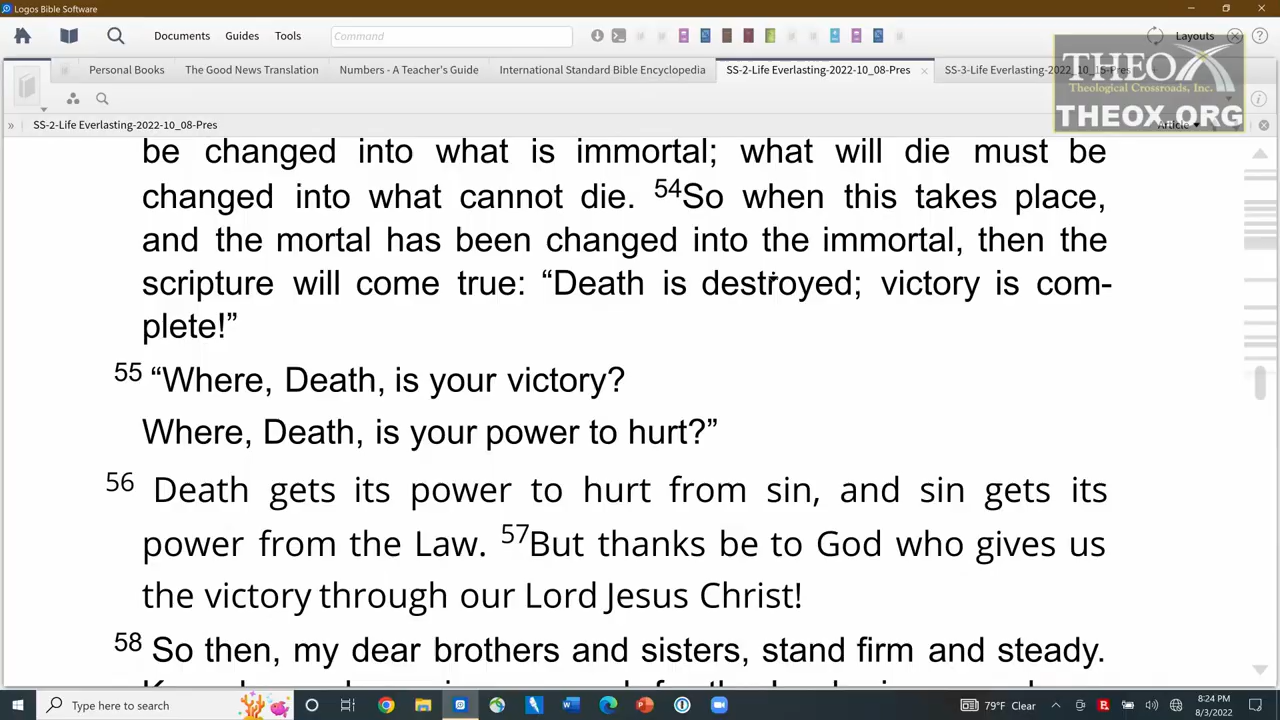 Logos Bible Software
Documents Guides Tools Command Layouts
Personal Books The Good News Translation International Standard Bible Encyclopedia SS-2-Life Everlasting-2022-10_08-Pres SS-3-Life Everlasting-2022_10_15-Pres
THEOX
Theological Crossroads, Inc.
THEOX.ORG
SS-2-Life Everlasting-2022-10_08-Pres Article
be changed into what is immortal; what will die must be
changed into what cannot die. 54So when this takes place,
and the mortal has been changed into the immortal, then the
scripture will come true: “Death is destroyed; victory is com-
plete!”
55 “Where, Death, is your victory?
Where, Death, is your power to hurt?”
56 Death gets its power to hurt from sin, and sin gets its
power from the Law. 57But thanks be to God who gives us
the victory through our Lord Jesus Christ!
58 So then, my dear brothers and sisters, stand firm and steady.
Type here to search 79°F Clear 8:24 PM
8/3/2022